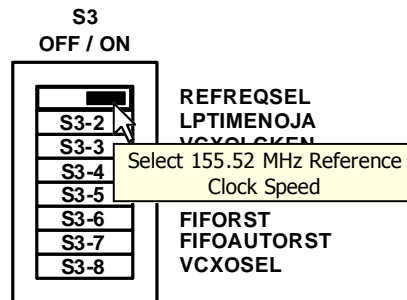 S3
OFF / ON
REFREQSEL
S3-2 LPTIMENOJA
S3-3
S3-4
Select 155.52 MHz Reference
Clock Speed
S3-5
S3-6 FIFORST
S3-7 FIFOAUTORST
S3-8 VCXOSEL